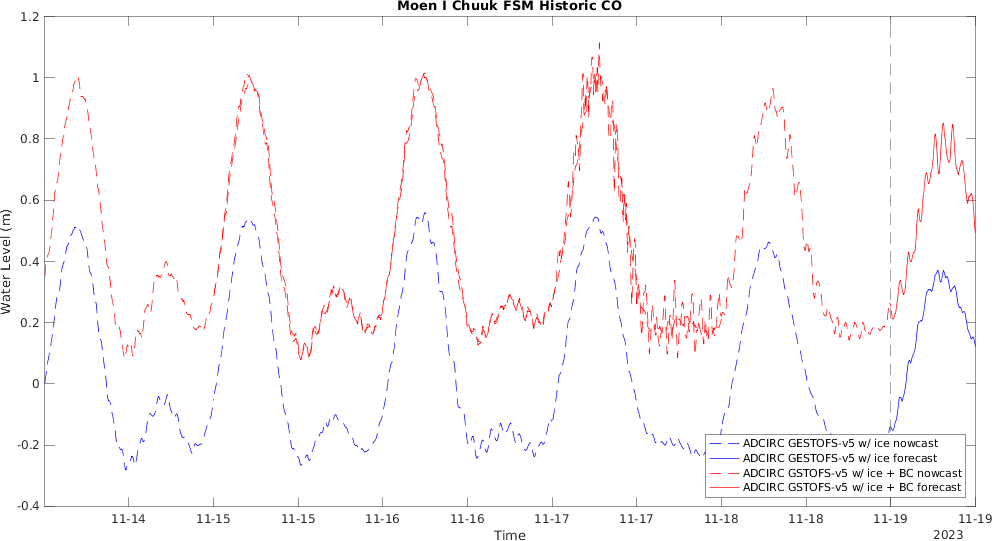 Moen I Chuuk FSM Historic CO
1.2
1
0.8
0.6
0.4
0.2
0
-0.2
-0.4
Water Level (m)
ADCIRC GESTOFS-v5 w/ ice nowcast
ADCIRC GESTOFS-v5 w/ ice forecast
ADCIRC GSTOFS-v5 w/ ice + BC nowcast
ADCIRC GSTOFS-v5 w/ ice + BC forecast
11-14 11-15 11-15 11-16 11-16 11-17 11-17 11-18 11-18 11-19 11-19
Time
2023